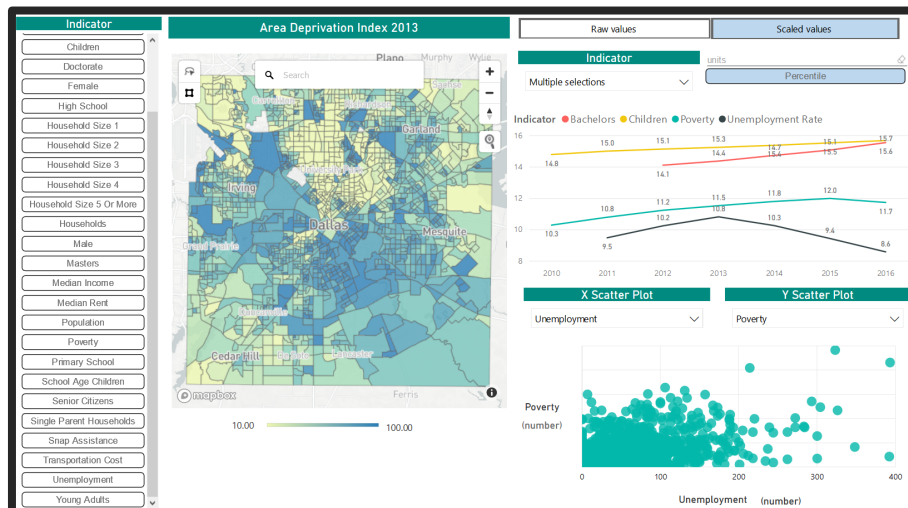 Indicator
Children
Doctorate
Female
High School
Household Size 1
Household Size 2
Household Size 3
Household Size 4
Household Size 5 Or More
Households
Male
Masters
Median Income
Median Rent
Population
Poverty
Primary School
School Age Children
Senior Citizens
Single Parent Households
Snap Assistance
Transportation Cost
Unemployment
Young Adults
Area Deprivation Index 2013
Plano
Murphy
Wylie
Search
Sachse
Garland
Irving
Dallas
Mesquite
Grand Prairie
Cedar Hill
Lancaster
Ferris
mapbox
10.00
100.00
Raw values
Scaled values
Indicator
Multiple selections
units
Percentile
Indicator
Bachelors
Children
Poverty
Unemployment Rate
16
14
12
10
8
14.8
15.0
15.1
15.3
14.7
15.1
15.7
14.1
14.4
15.4
15.5
15.6
10.3
10.8
11.2
11.5
11.8
12.0
11.7
9.5
10.2
10.8
10.3
9.4
8.6
2010
2011
2012
2013
2014
2015
2016
X Scatter Plot
Unemployment
Y Scatter Plot
Poverty
Poverty
(number)
0
100
200
300
400
Unemployment (number)